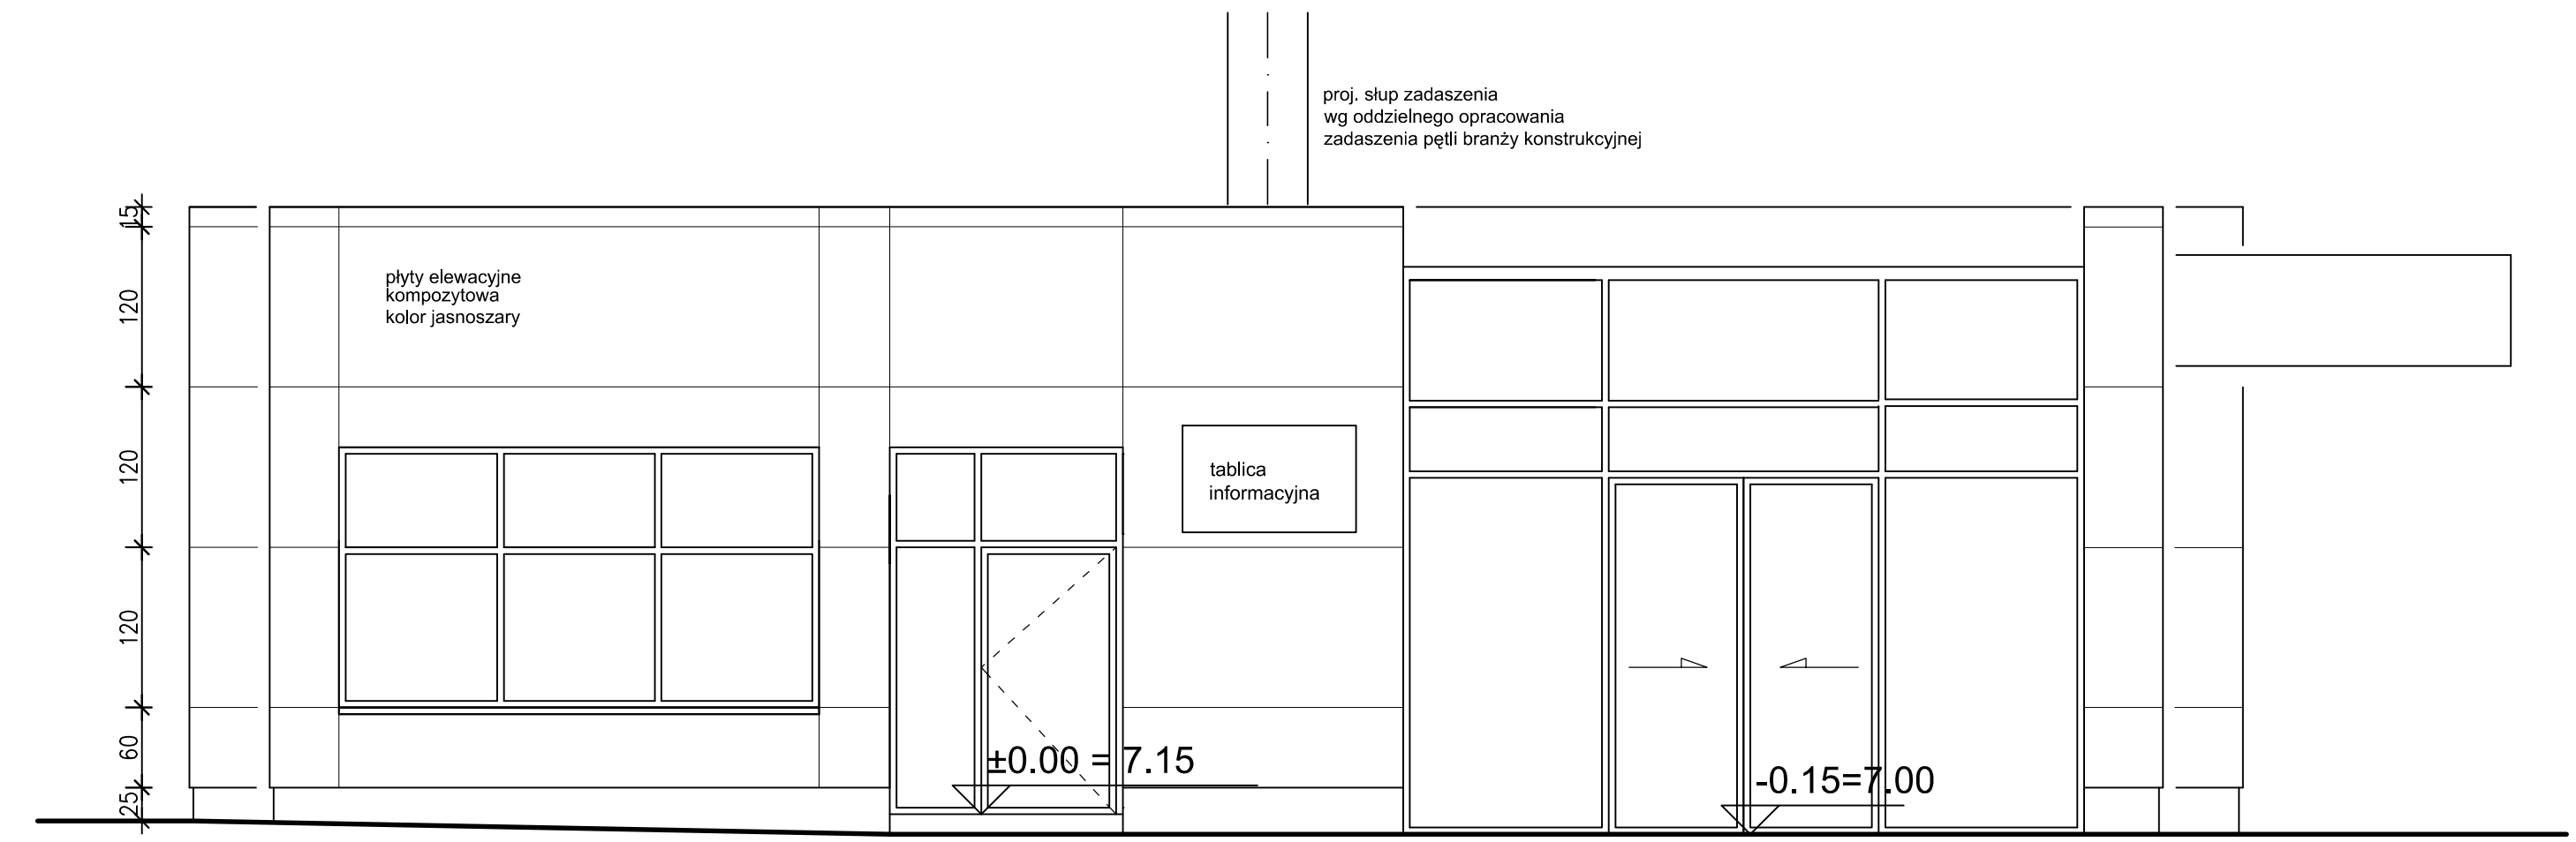 proj. słup zadaszenia
wg oddzielnego opracowania
zadaszenia pętli branży konstrukcyjnej
15
120
120
120
60
25
płyty elewacyjne
kompozytowa
kolor jasnoszary
tablica
informacyjna
±0.00 = 7.15
-0.15=7.00